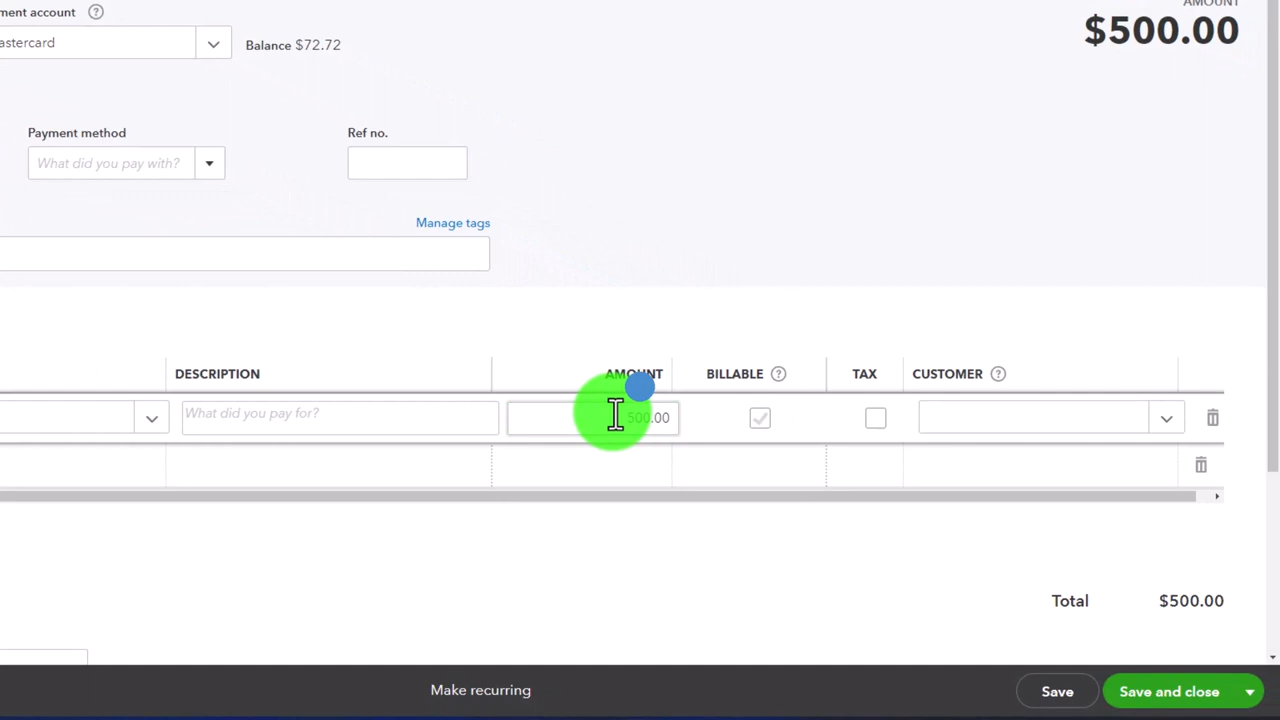 AMOUNT
ment account ?
$500.00
astercard
Balance $72.72
Payment method
Ref no.
What did you pay with?
Manage tags
DESCRIPTION
AMOUNT
BILLABLE ?
TAX
CUSTOMER ?
What did you pay for?
500.00
Total
$500.00
Make recurring
Save
Save and close